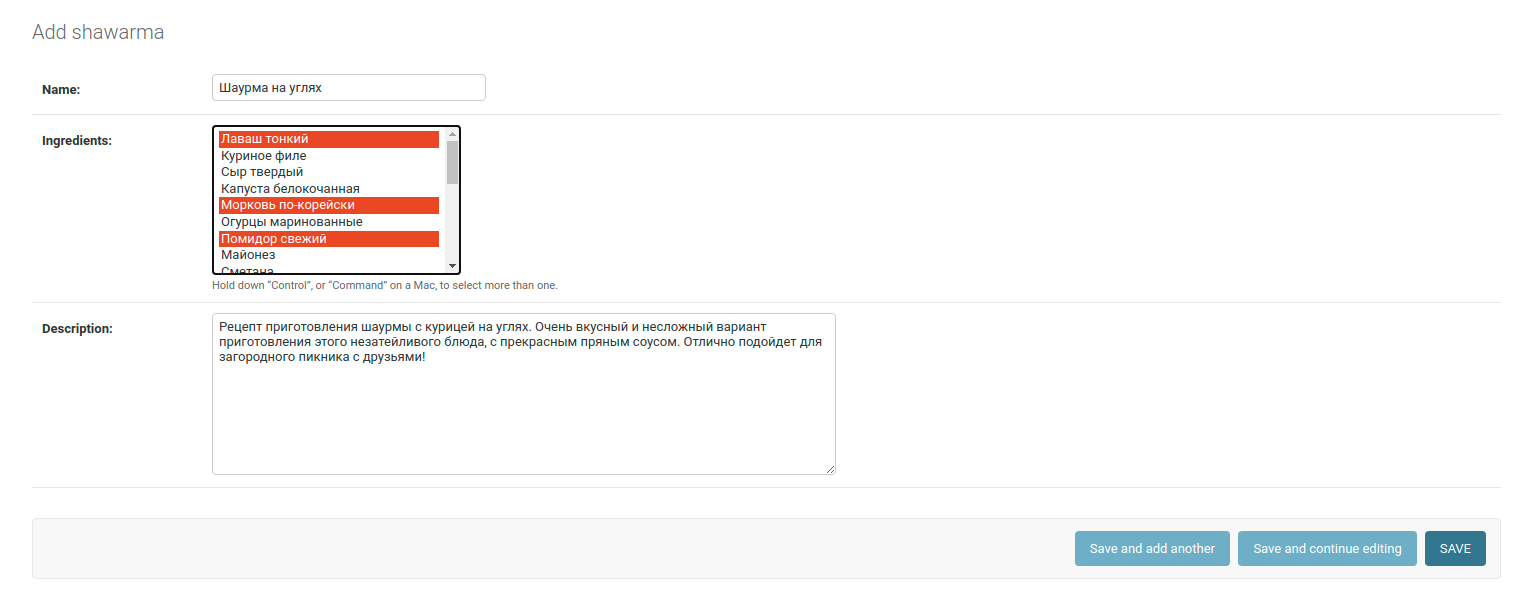 Add shawarma
Name:
Шаурма на углях
Ingredients:
Лаваш тонкий
Куриное филе
Сыр твердый
Капуста белокочанная
Морковь по-корейски
Огурцы маринованные
Помидор свежий
Майонез
Сметана
Hold down “Control”, or “Command” on a Mac, to select more than one.
Description:
Рецепт приготовления шаурмы с курицей на углях. Очень вкусный и несложный вариант
приготовления этого незатейливого блюда, с прекрасным пряным соусом. Отлично подойдет для
загородного пикника с друзьями!
Save and add another
Save and continue editing
SAVE